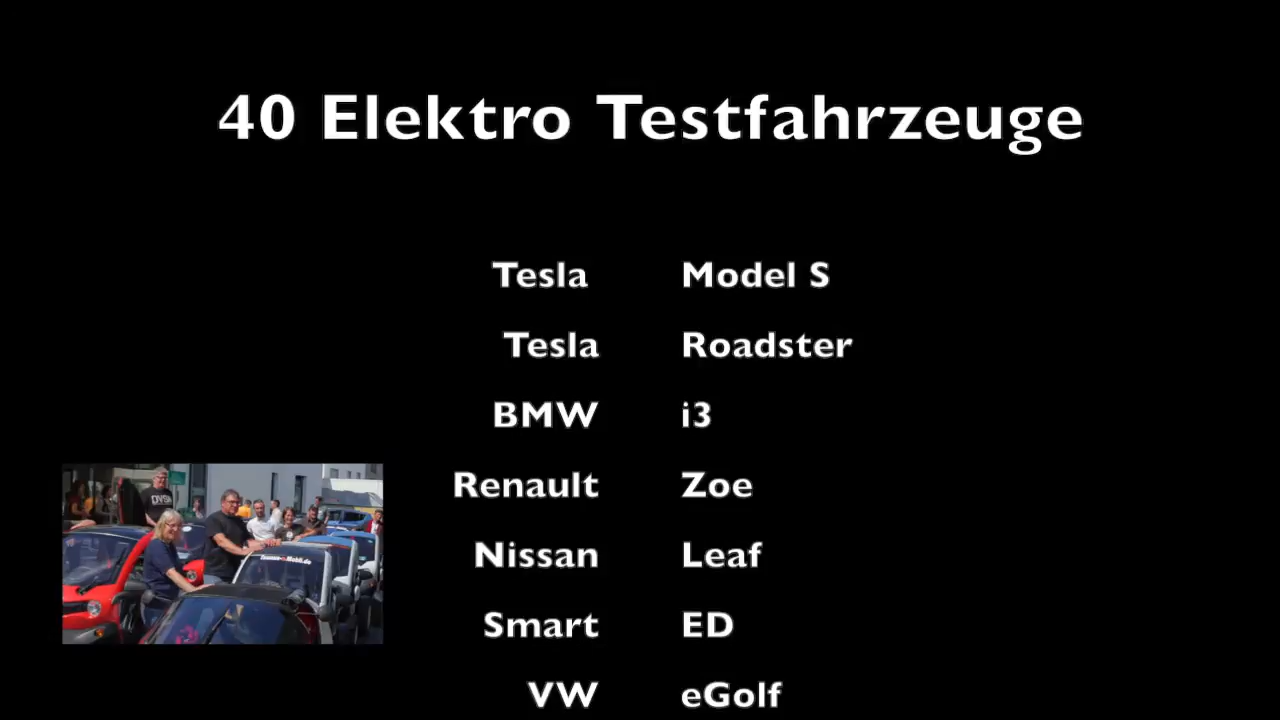 40 Elektro Testfahrzeuge
Tesla Model S
Tesla Roadster
BMW i3
Renault Zoe
Nissan Leaf
Smart ED
VW eGolf